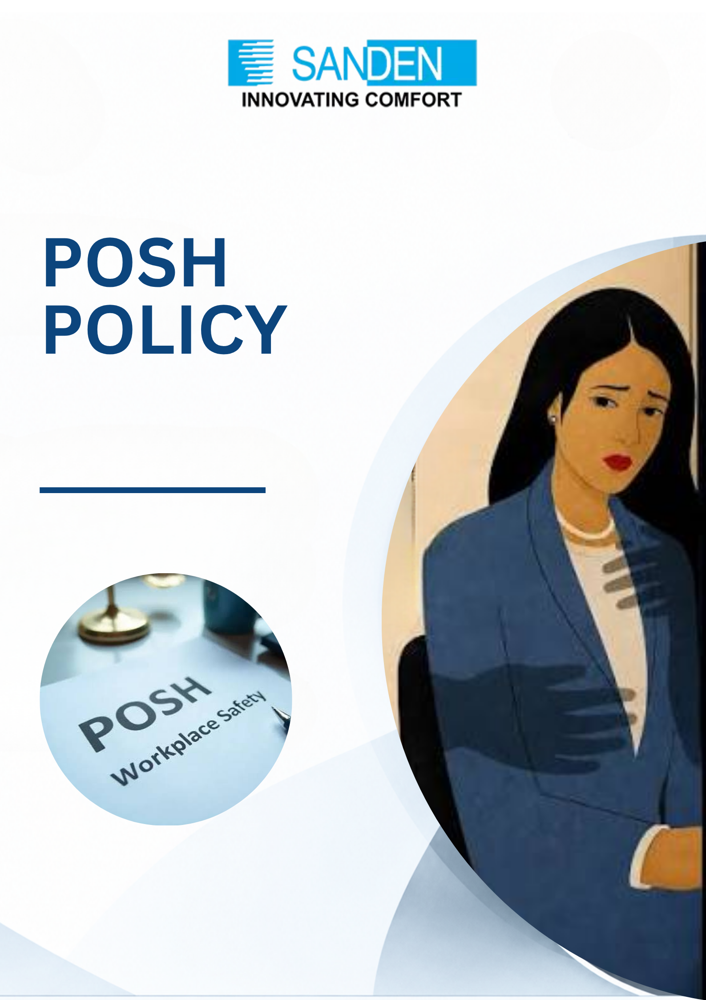 SANDEN
INNOVATING COMFORT
POSH
POLICY
POSH
Workplace Safety